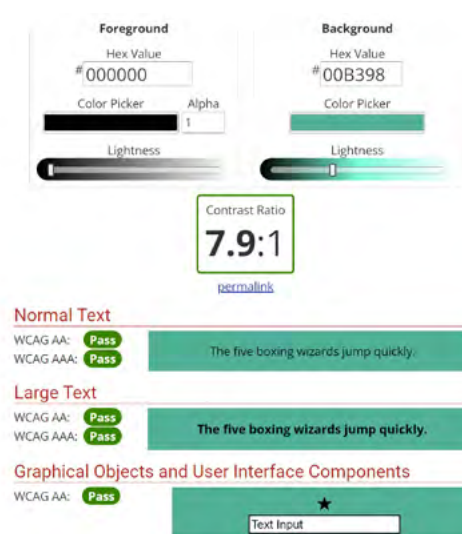 Foreground Background
Hex Value Hex Value
#000000 #00B398
Color Picker Alpha Color Picker
1
Lightness Lightness
Contrast Ratio
7.9:1
permalink
Normal Text
WCAG AA: Pass
WCAG AAA: Pass
The five boxing wizards jump quickly.
Large Text
WCAG AA: Pass
WCAG AAA: Pass
The five boxing wizards jump quickly.
Graphical Objects and User Interface Components
WCAG AA: Pass
Text Input